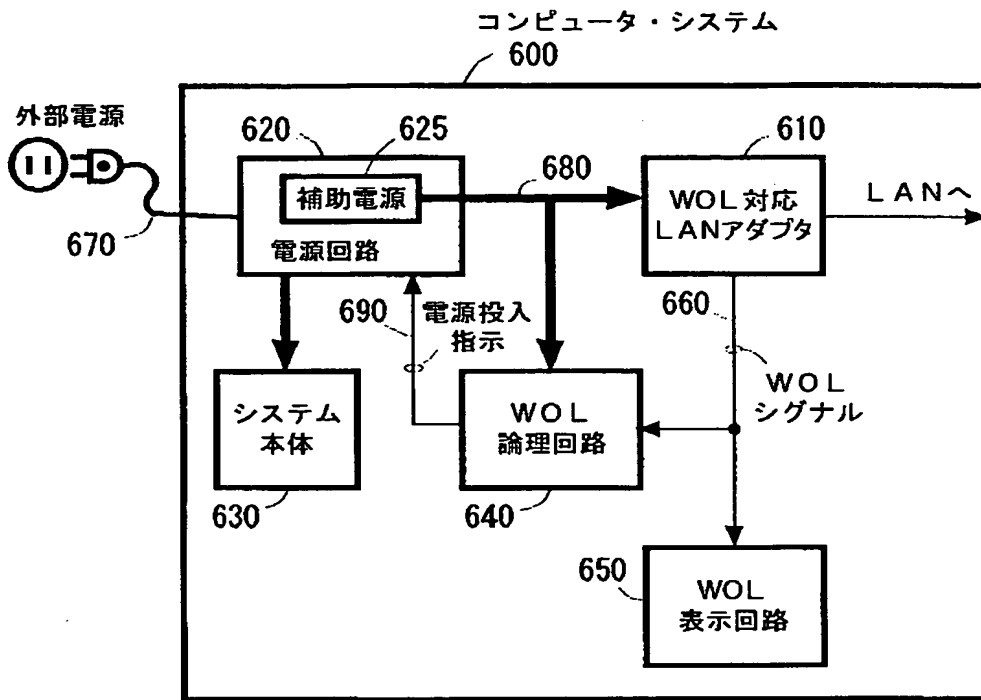 コンピュータ・システム
600
外部電源
670
620
625
補助電源
電源回路
680
610
WOL対応
LANアダプタ
LANへ
690
電源投入
指示
660
WOL
シグナル
システム
本体
630
WOL
論理回路
640
650
WOL
表示回路